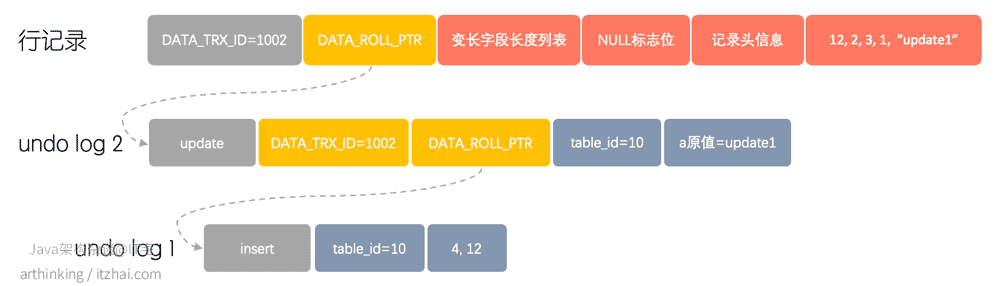 行记录 DATA_TRX_ID=1002 DATA_ROLL_PTR 变长字段长度列表 NULL标志位 记录头信息 12, 2, 3, 1, “update1”
undo log 2 update DATA_TRX_ID=1002 DATA_ROLL_PTR table_id=10 a原值=update1
undo log 1 insert table_id=10 4, 12
Java架构
arthinking / itzhai.com